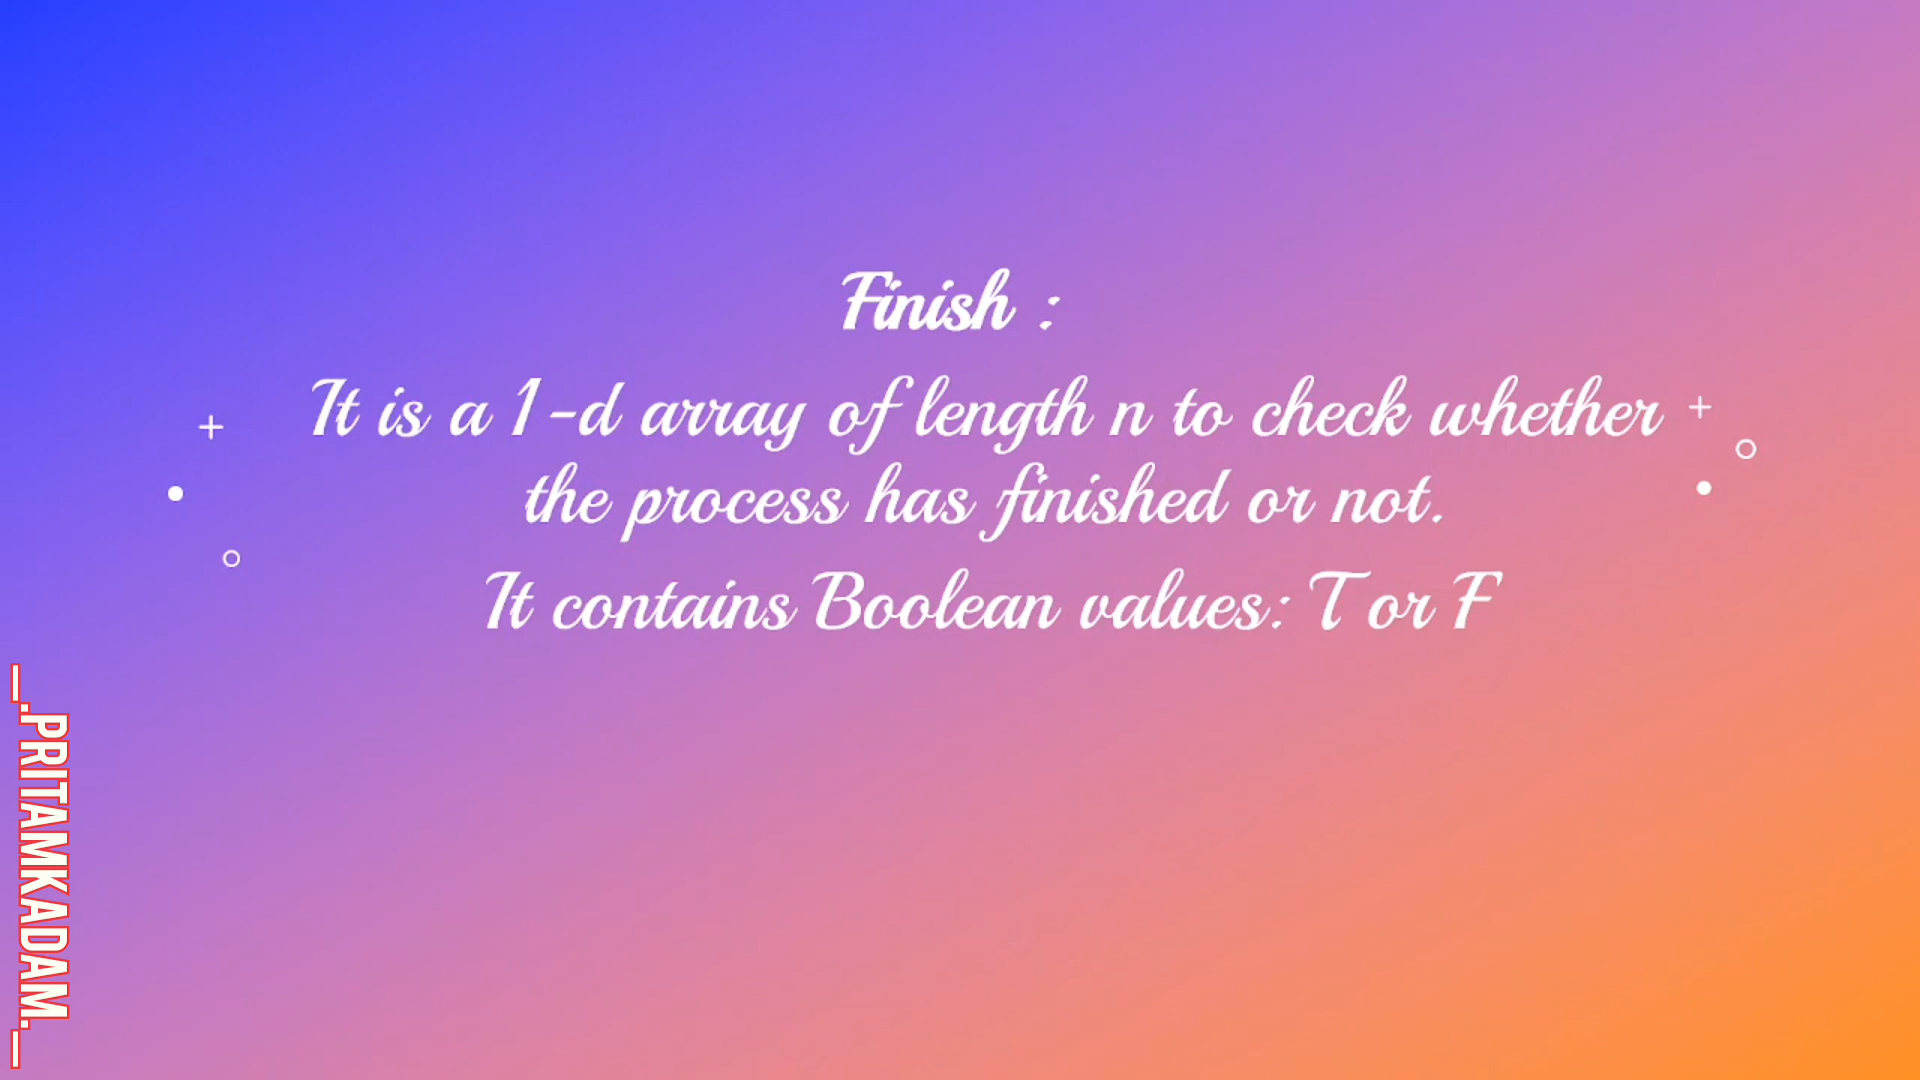 Finish :
It is a 1-d array of length n to check whether
the process has finished or not.
It contains Boolean values: T or F
_.PRITAMKADAM._